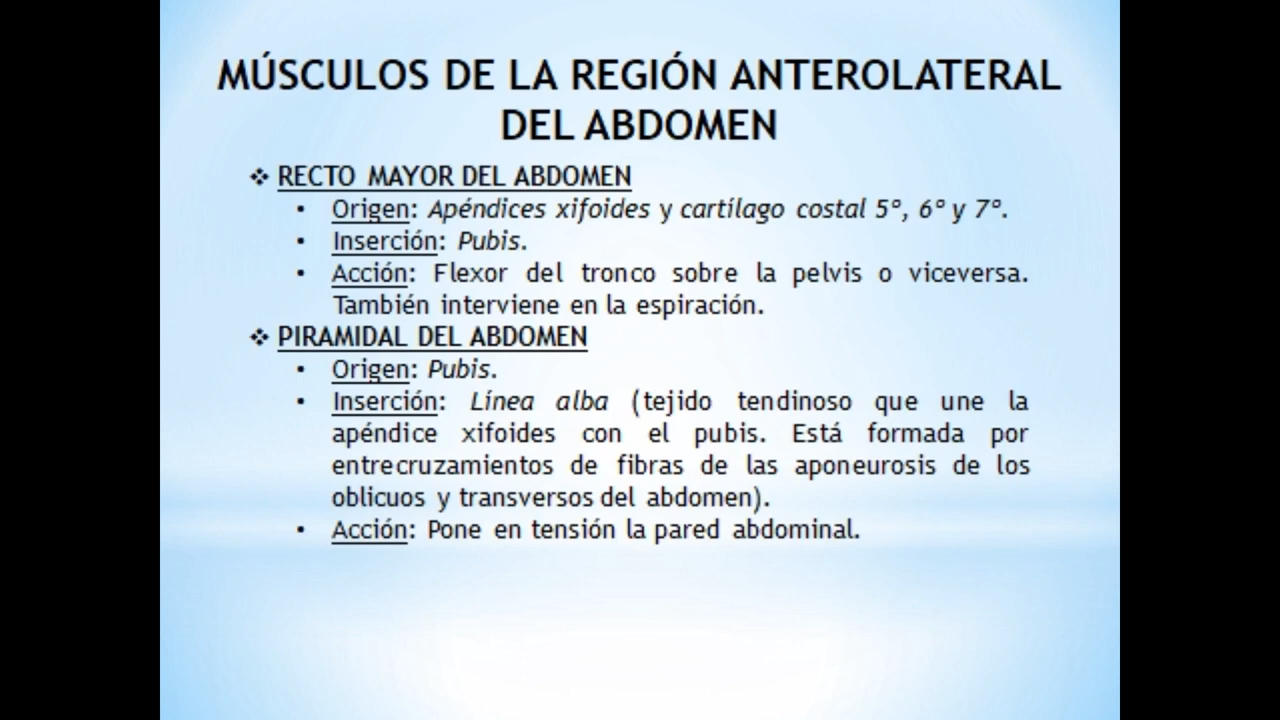 MÚSCULOS DE LA REGIÓN ANTEROLATERAL
DEL ABDOMEN
❖ RECTO MAYOR DEL ABDOMEN
• Origen: Apéndices xifoides y cartílago costal 5º, 6º y 7º.
• Inserción: Pubis.
• Acción: Flexor del tronco sobre la pelvis o viceversa.
También interviene en la espiración.
❖ PIRAMIDAL DEL ABDOMEN
• Origen: Pubis.
• Inserción: Línea alba (tejido tendinoso que une la
apéndice xifoides con el pubis. Está formada por
entrecruzamientos de fibras de las aponeurosis de los
oblicuos y transversos del abdomen).
• Acción: Pone en tensión la pared abdominal.